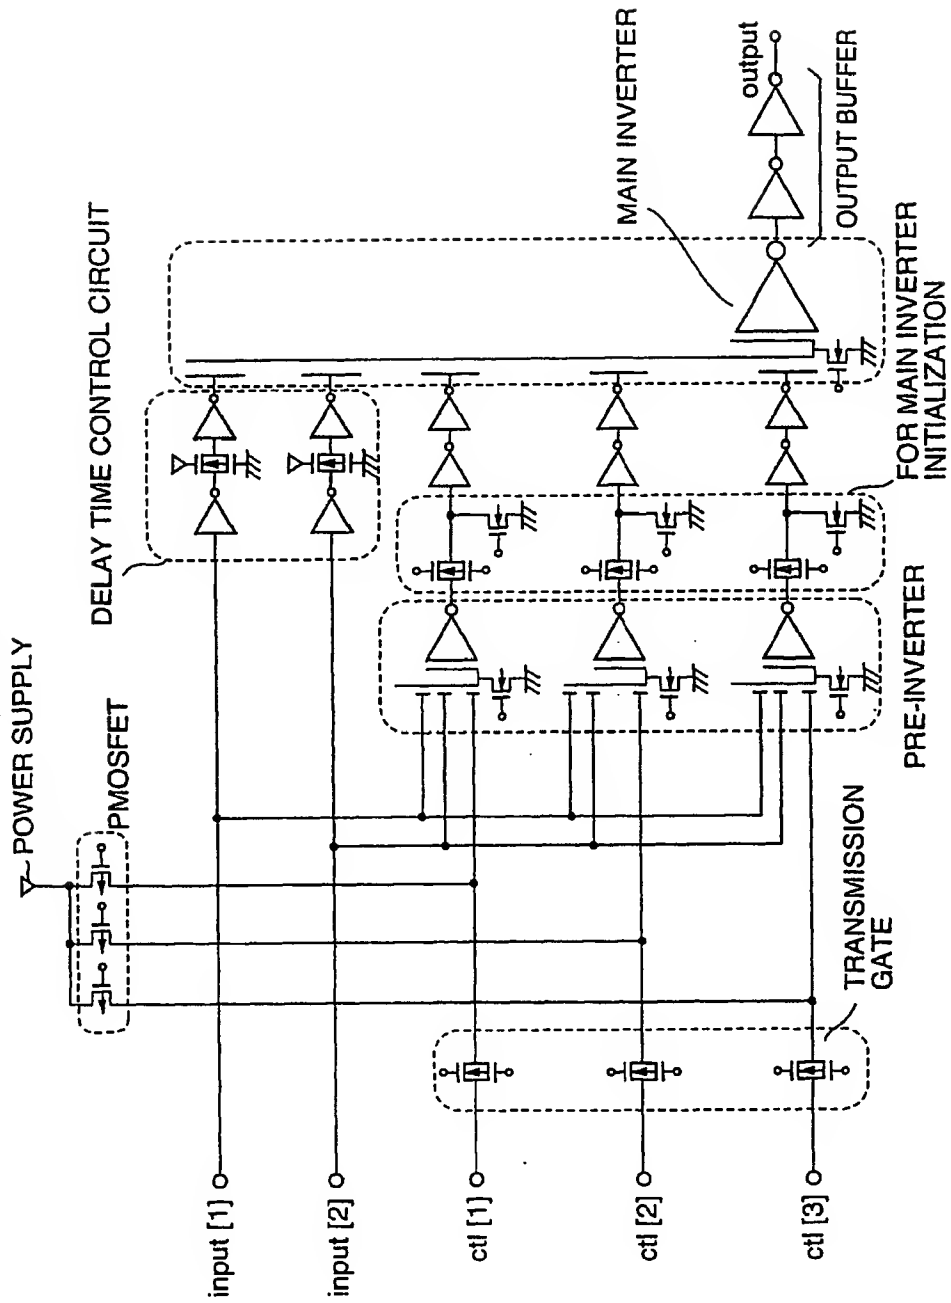 POWER SUPPLY
PMOSFET
DELAY TIME CONTROL CIRCUIT
MAIN INVERTER
output
OUTPUT BUFFER
FOR MAIN INVERTER
INITIALIZATION
PRE-INVERTER
TRANSMISSION
GATE
input [1]
input [2]
ctl [1]
ctl [2]
ctl [3]